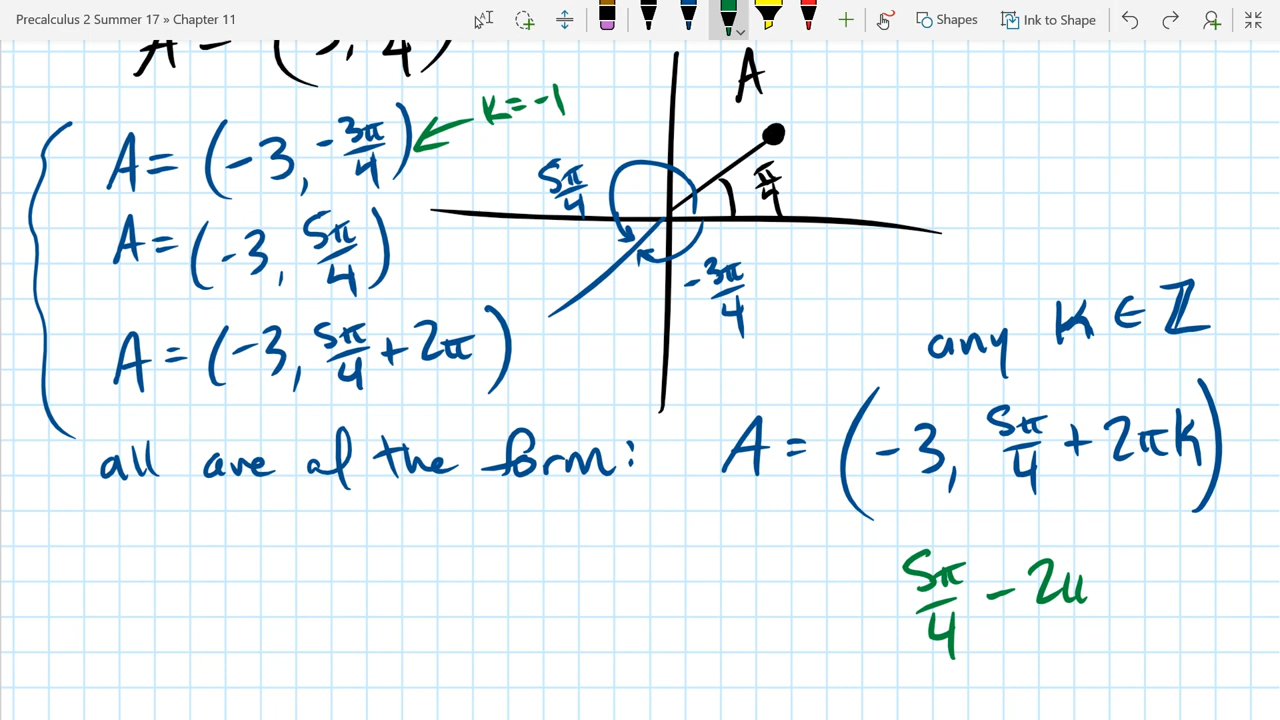 Precalculus 2 Summer 17 » Chapter 11
Shapes
Ink to Shape
A
A = (-3, -3π/4)
K = -1
A = (-3, 5π/4)
5π/4
π/4
-3π/4
A = (-3, 5π/4 + 2π)
any K ∈ ℤ
all are of the form: A = (-3, 5π/4 + 2πK)
5π/4 - 2